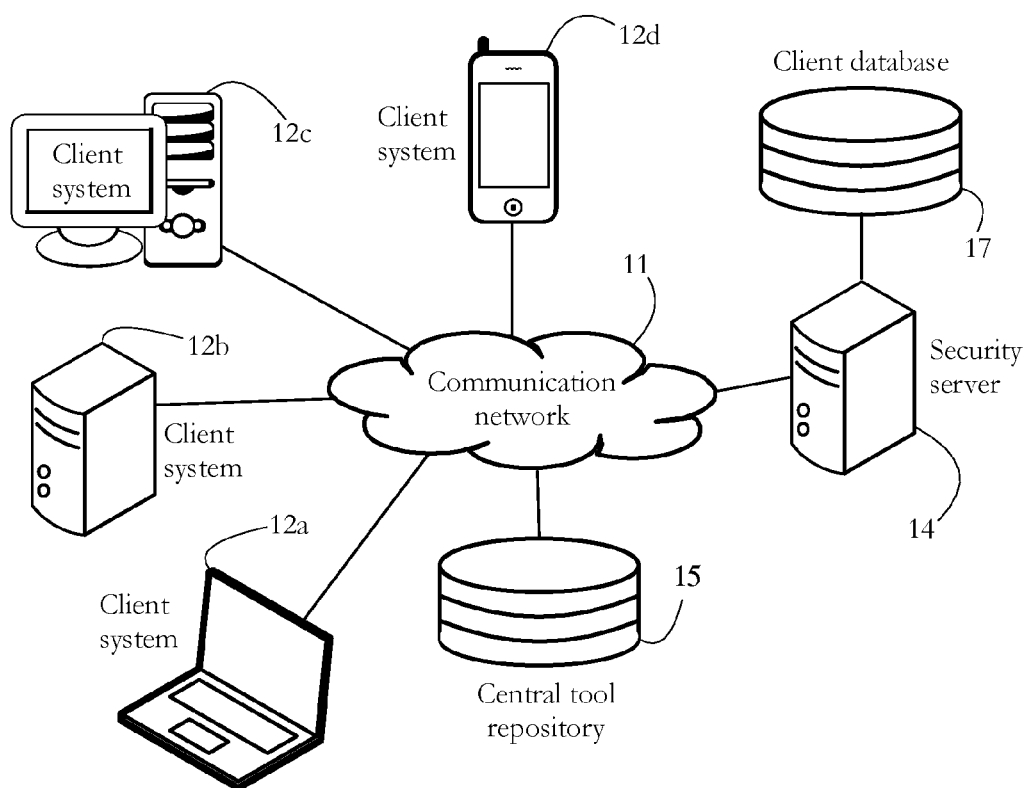 12d
Client database
12c
Client
system
Client
system
17
11
12b
Security
server
Communication
network
Client
system
14
12a
15
Client
system
Central tool
repository